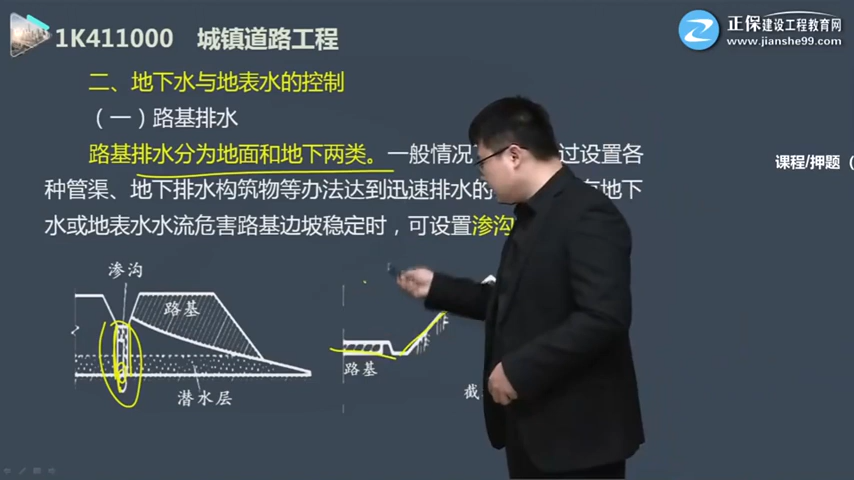 1K411000 城镇道路工程
正保建设工程教育网
www.jianshe99.com
二、地下水与地表水的控制
（一）路基排水
路基排水分为地面和地下两类。一般情况 过设置各
课程/押题（
种管渠、地下排水构筑物等办法达到迅速排水的 地下
水或地表水水流危害路基边坡稳定时，可设置渗沟
渗沟
路基
路基
潜水层
截